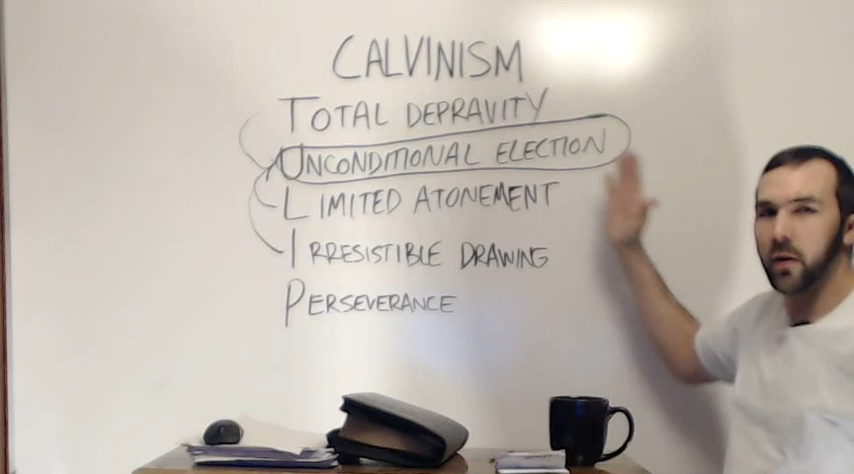 CALVINISM
TOTAL DEPRAVITY
UNCONDITIONAL ELECTION
LIMITED ATONEMENT
IRRESISTIBLE DRAWING
PERSEVERANCE